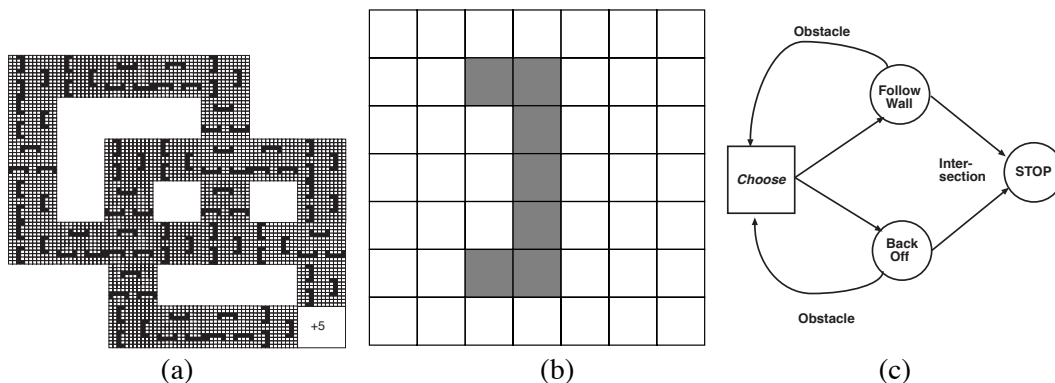 +5
(a)
(b)
Obstacle
Follow
Wall
Choose
Inter-
section
STOP
Back
Off
Obstacle
(c)